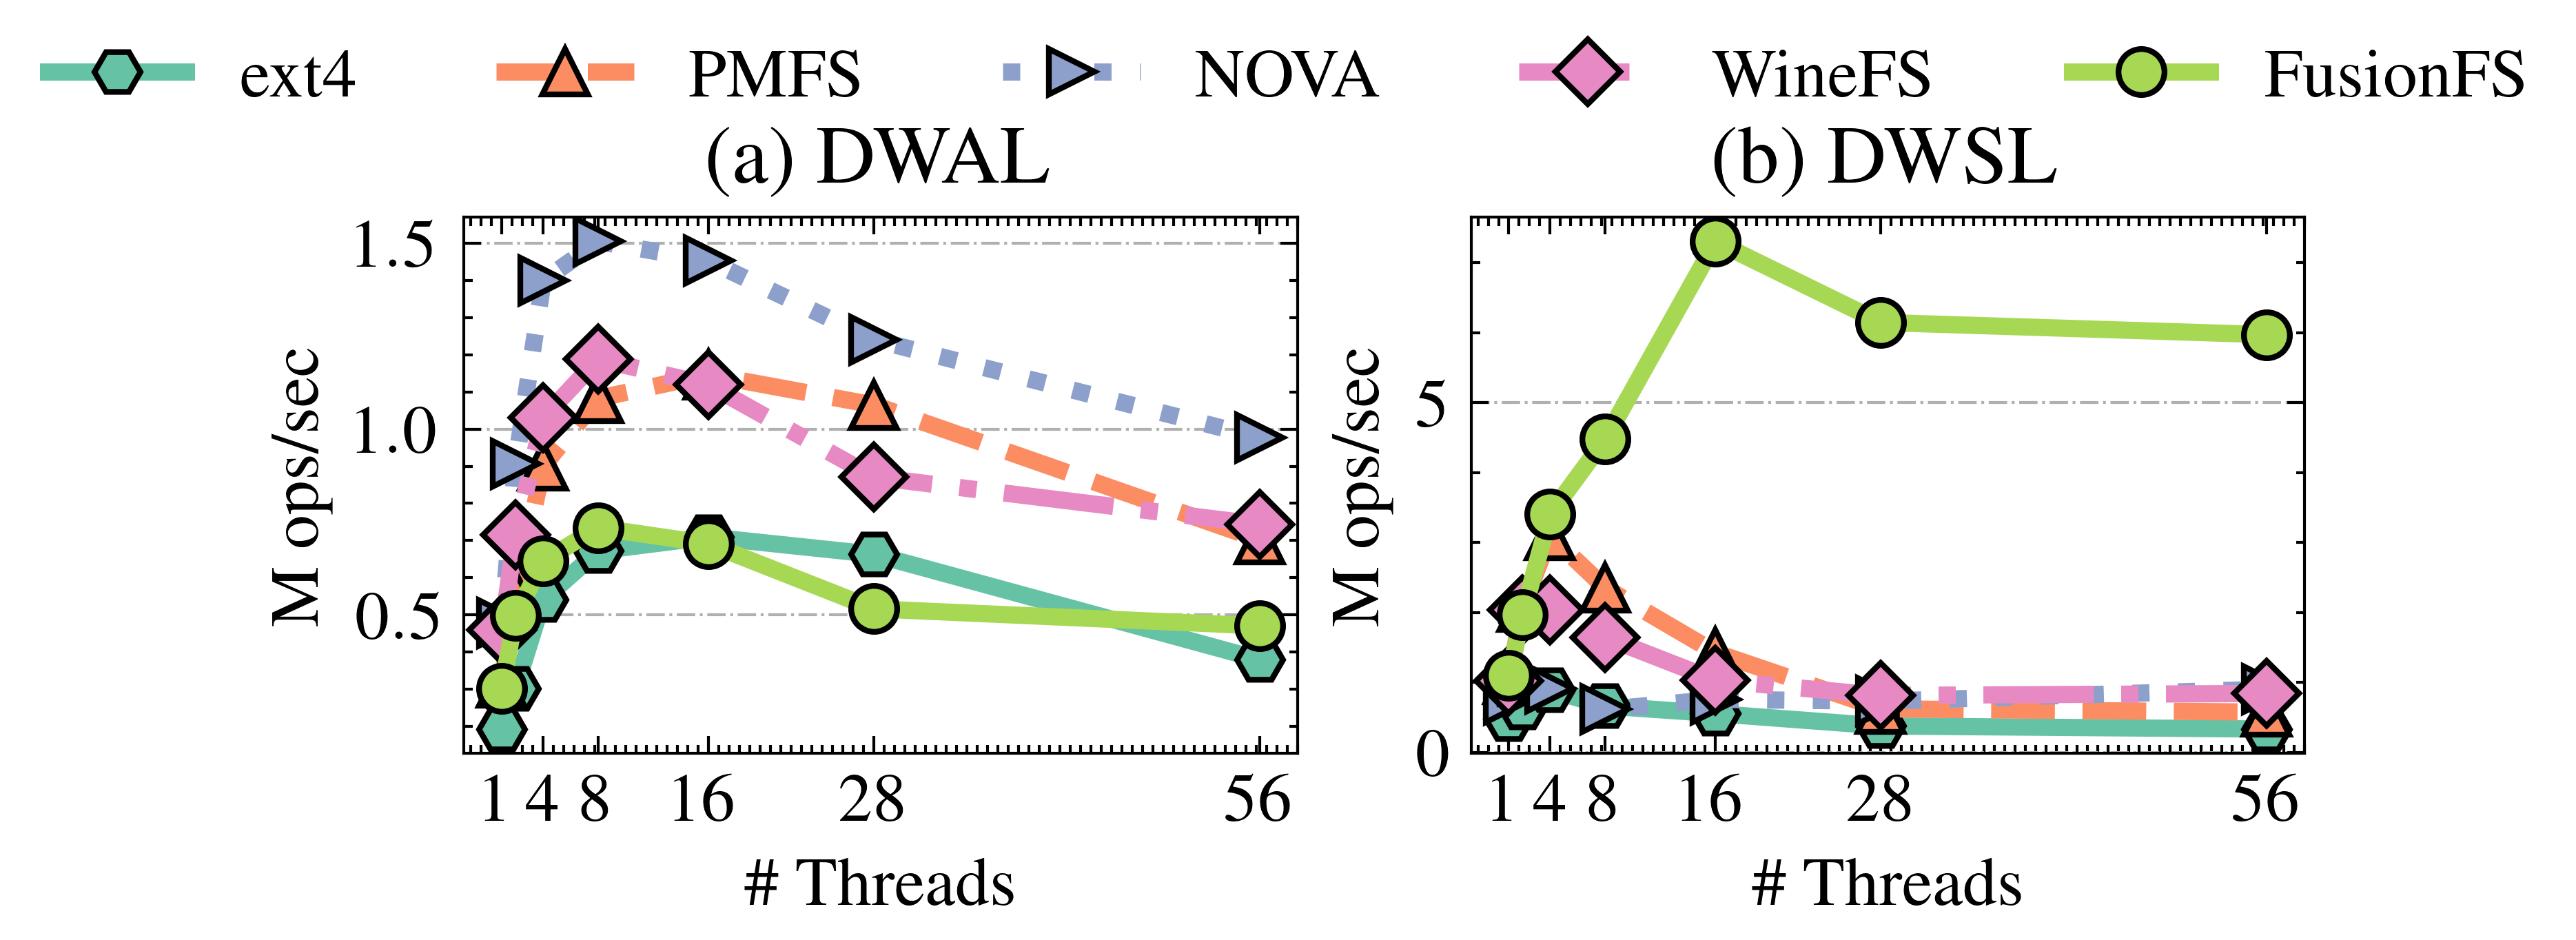 ext4 PMFS NOVA WineFS FusionFS
(a) DWAL
M ops/sec
1.5
1.0
0.5
1 4 8 16 28 56
# Threads
(b) DWSL
M ops/sec
5
0
1 4 8 16 28 56
# Threads